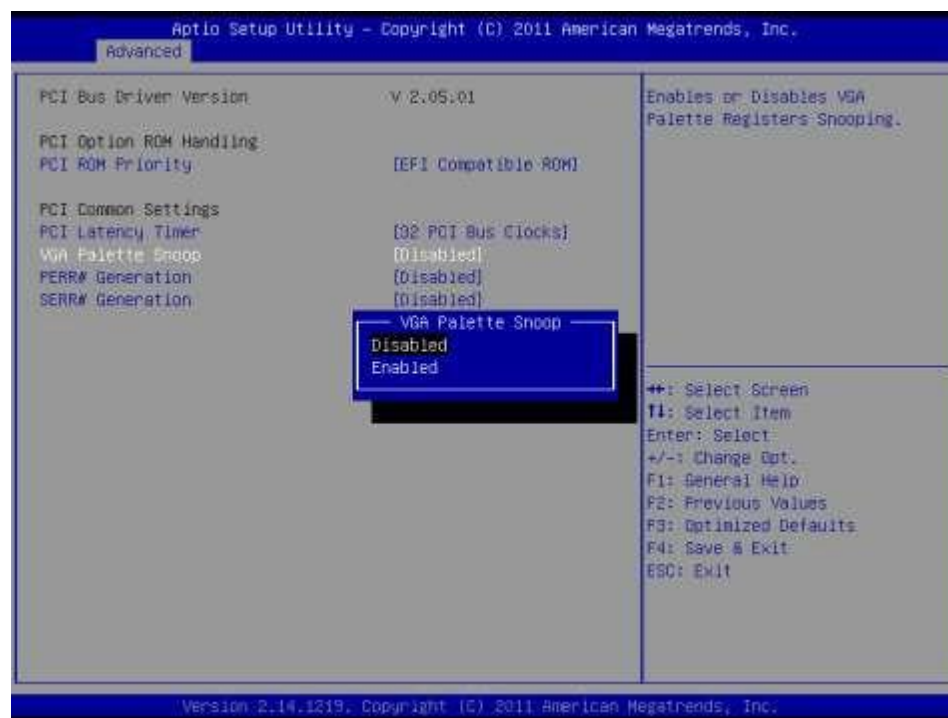 Aptio Setup Utility – Copyright (C) 2011 American Megatrends, Inc.
Advanced
PCI Bus Driver Version V 2.05.01
PCI Option ROM Handling
PCI ROM Priority [EFI Compatible ROM]
PCI Common Settings
PCI Latency Timer [32 PCI Bus Clocks]
VGA Palette Snoop [Disabled]
PERR# Generation [Disabled]
SERR# Generation [Disabled]
VGA Palette Snoop
Disabled
Enabled
Enables or Disables VGA
Palette Registers Snooping.
→←: Select Screen
↑↓: Select Item
Enter: Select
+/-: Change Opt.
F1: General Help
F2: Previous Values
F3: Optimized Defaults
F4: Save & Exit
ESC: Exit
Version 2.14.1219. Copyright (C) 2011 American Megatrends, Inc.